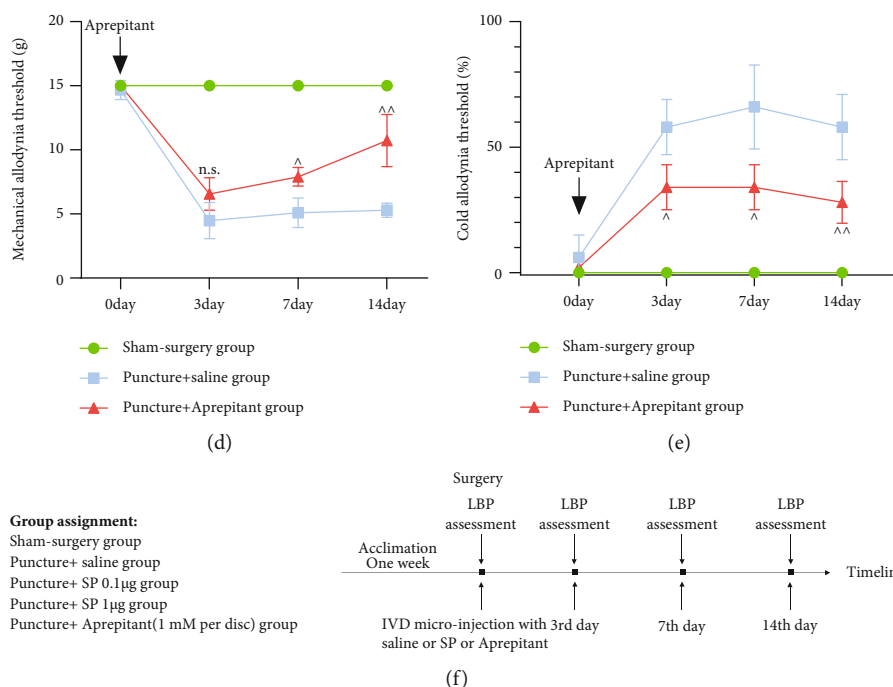 20
15
10
5
0
Mechanical allodynia threshold (g)
Aprepitant
n.s.
^
^^
0day 3day 7day 14day
Sham-surgery group
Puncture+saline group
Puncture+Aprepitant group
(d)
100
50
0
Cold allodynia threshold (%)
Aprepitant
^
^
^^
0day 3day 7day 14day
Sham-surgery group
Puncture+saline group
Puncture+Aprepitant group
(e)
Group assignment:
Sham-surgery group
Puncture+ saline group
Puncture+ SP 0.1μg group
Puncture+ SP 1μg group
Puncture+ Aprepitant(1 mM per disc) group
Surgery
LBP
assessment
LBP
assessment
LBP
assessment
LBP
assessment
Acclimation
One week
Timelin
IVD micro-injection with
saline or SP or Aprepitant
3rd day
7th day
14th day
(f)